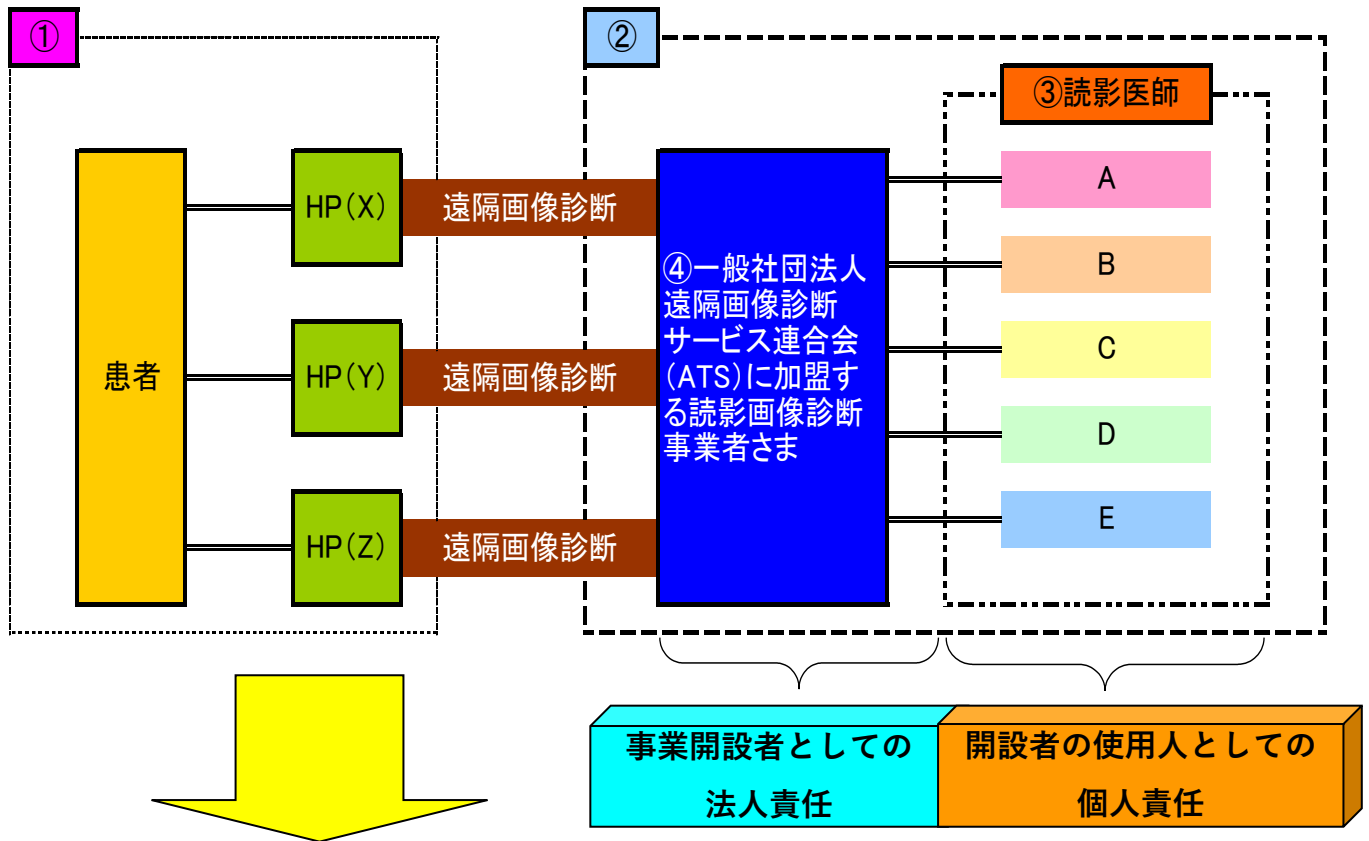 ①
②
③読影医師
患者
HP(X)
遠隔画像診断
HP(Y)
遠隔画像診断
HP(Z)
遠隔画像診断
④一般社団法人
遠隔画像診断
サービス連合会
(ATS)に加盟す
る読影画像診断
事業者さま
A
B
C
D
E
事業開設者としての
法人責任
開設者の使用人としての
個人責任